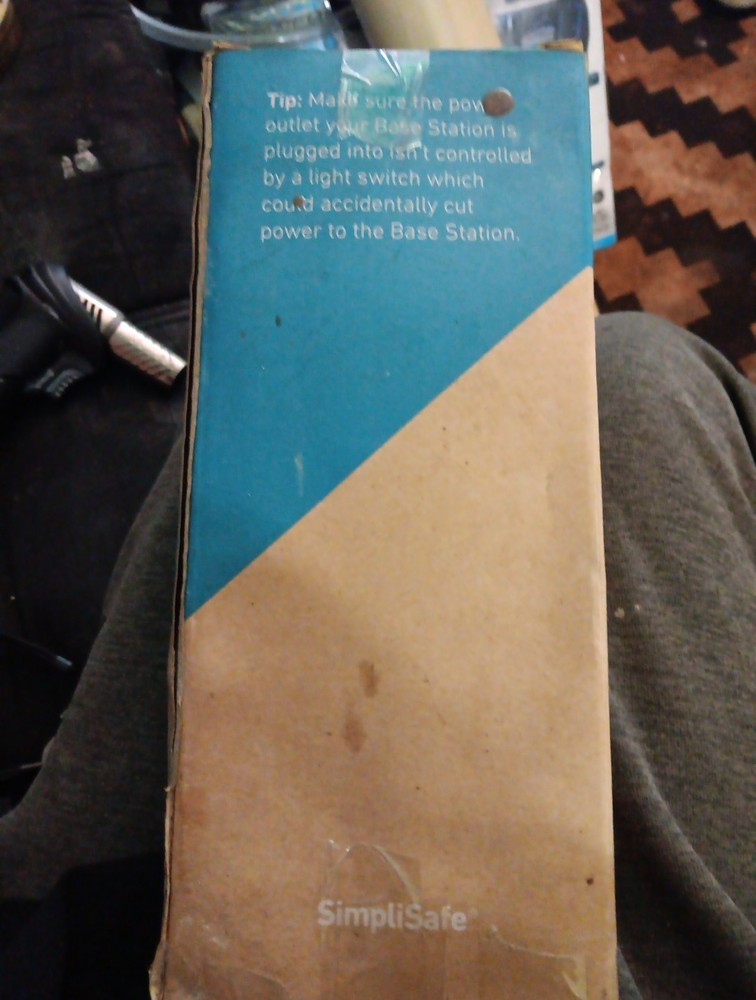 Tip: Make sure the power
outlet your Base Station is
plugged into isn't controlled
by a light switch which
could accidentally cut
power to the Base Station.
SimpliSafe